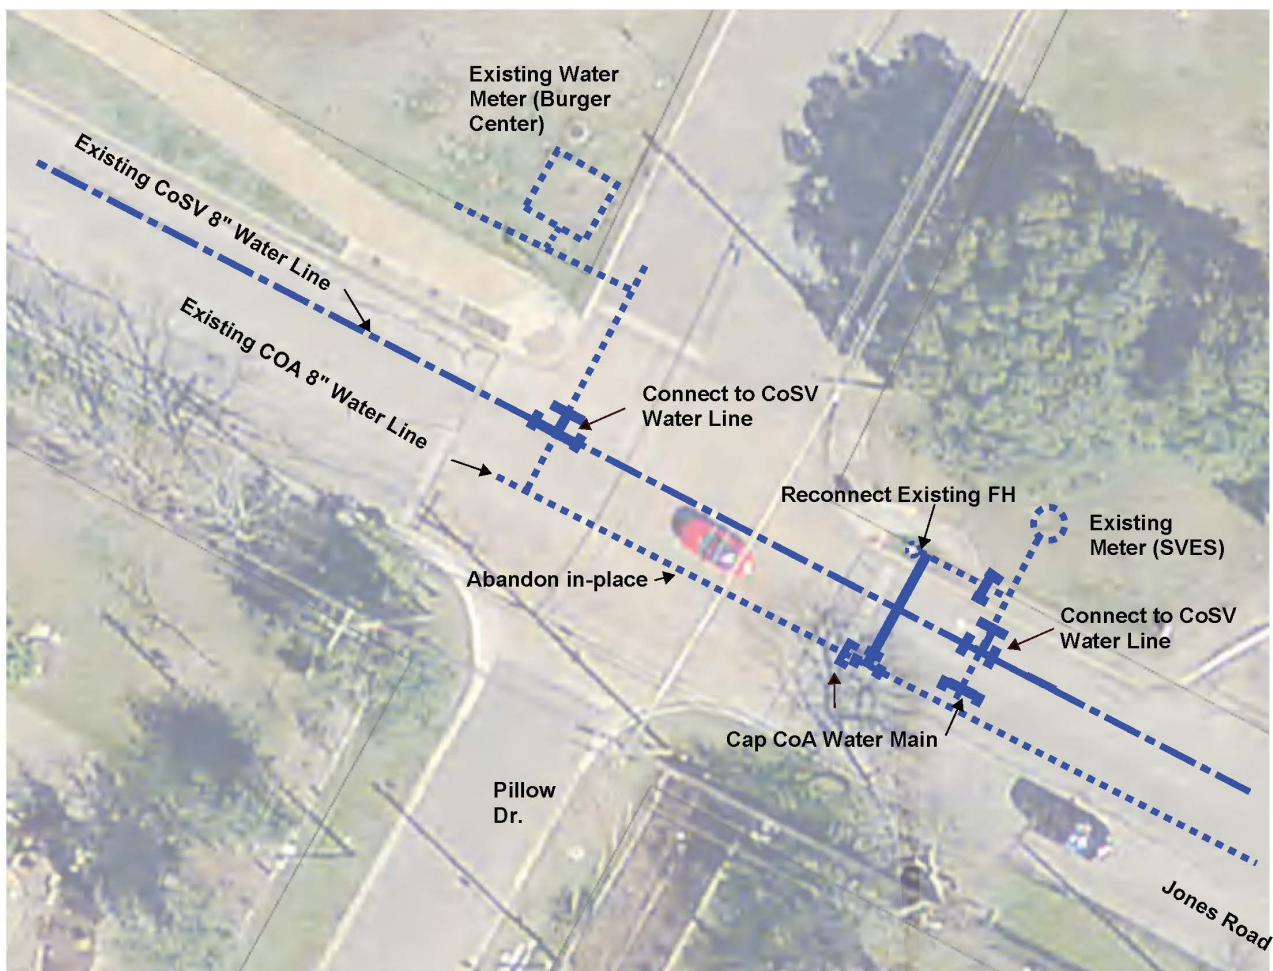 Existing Water
Meter (Burger
Center)
Existing CoSV 8" Water Line
Existing COA 8" Water Line
Connect to CoSV
Water Line
Reconnect Existing FH
Existing
Meter (SVES)
Abandon in-place
Connect to CoSV
Water Line
Cap CoA Water Main
Pillow
Dr.
Jones Road